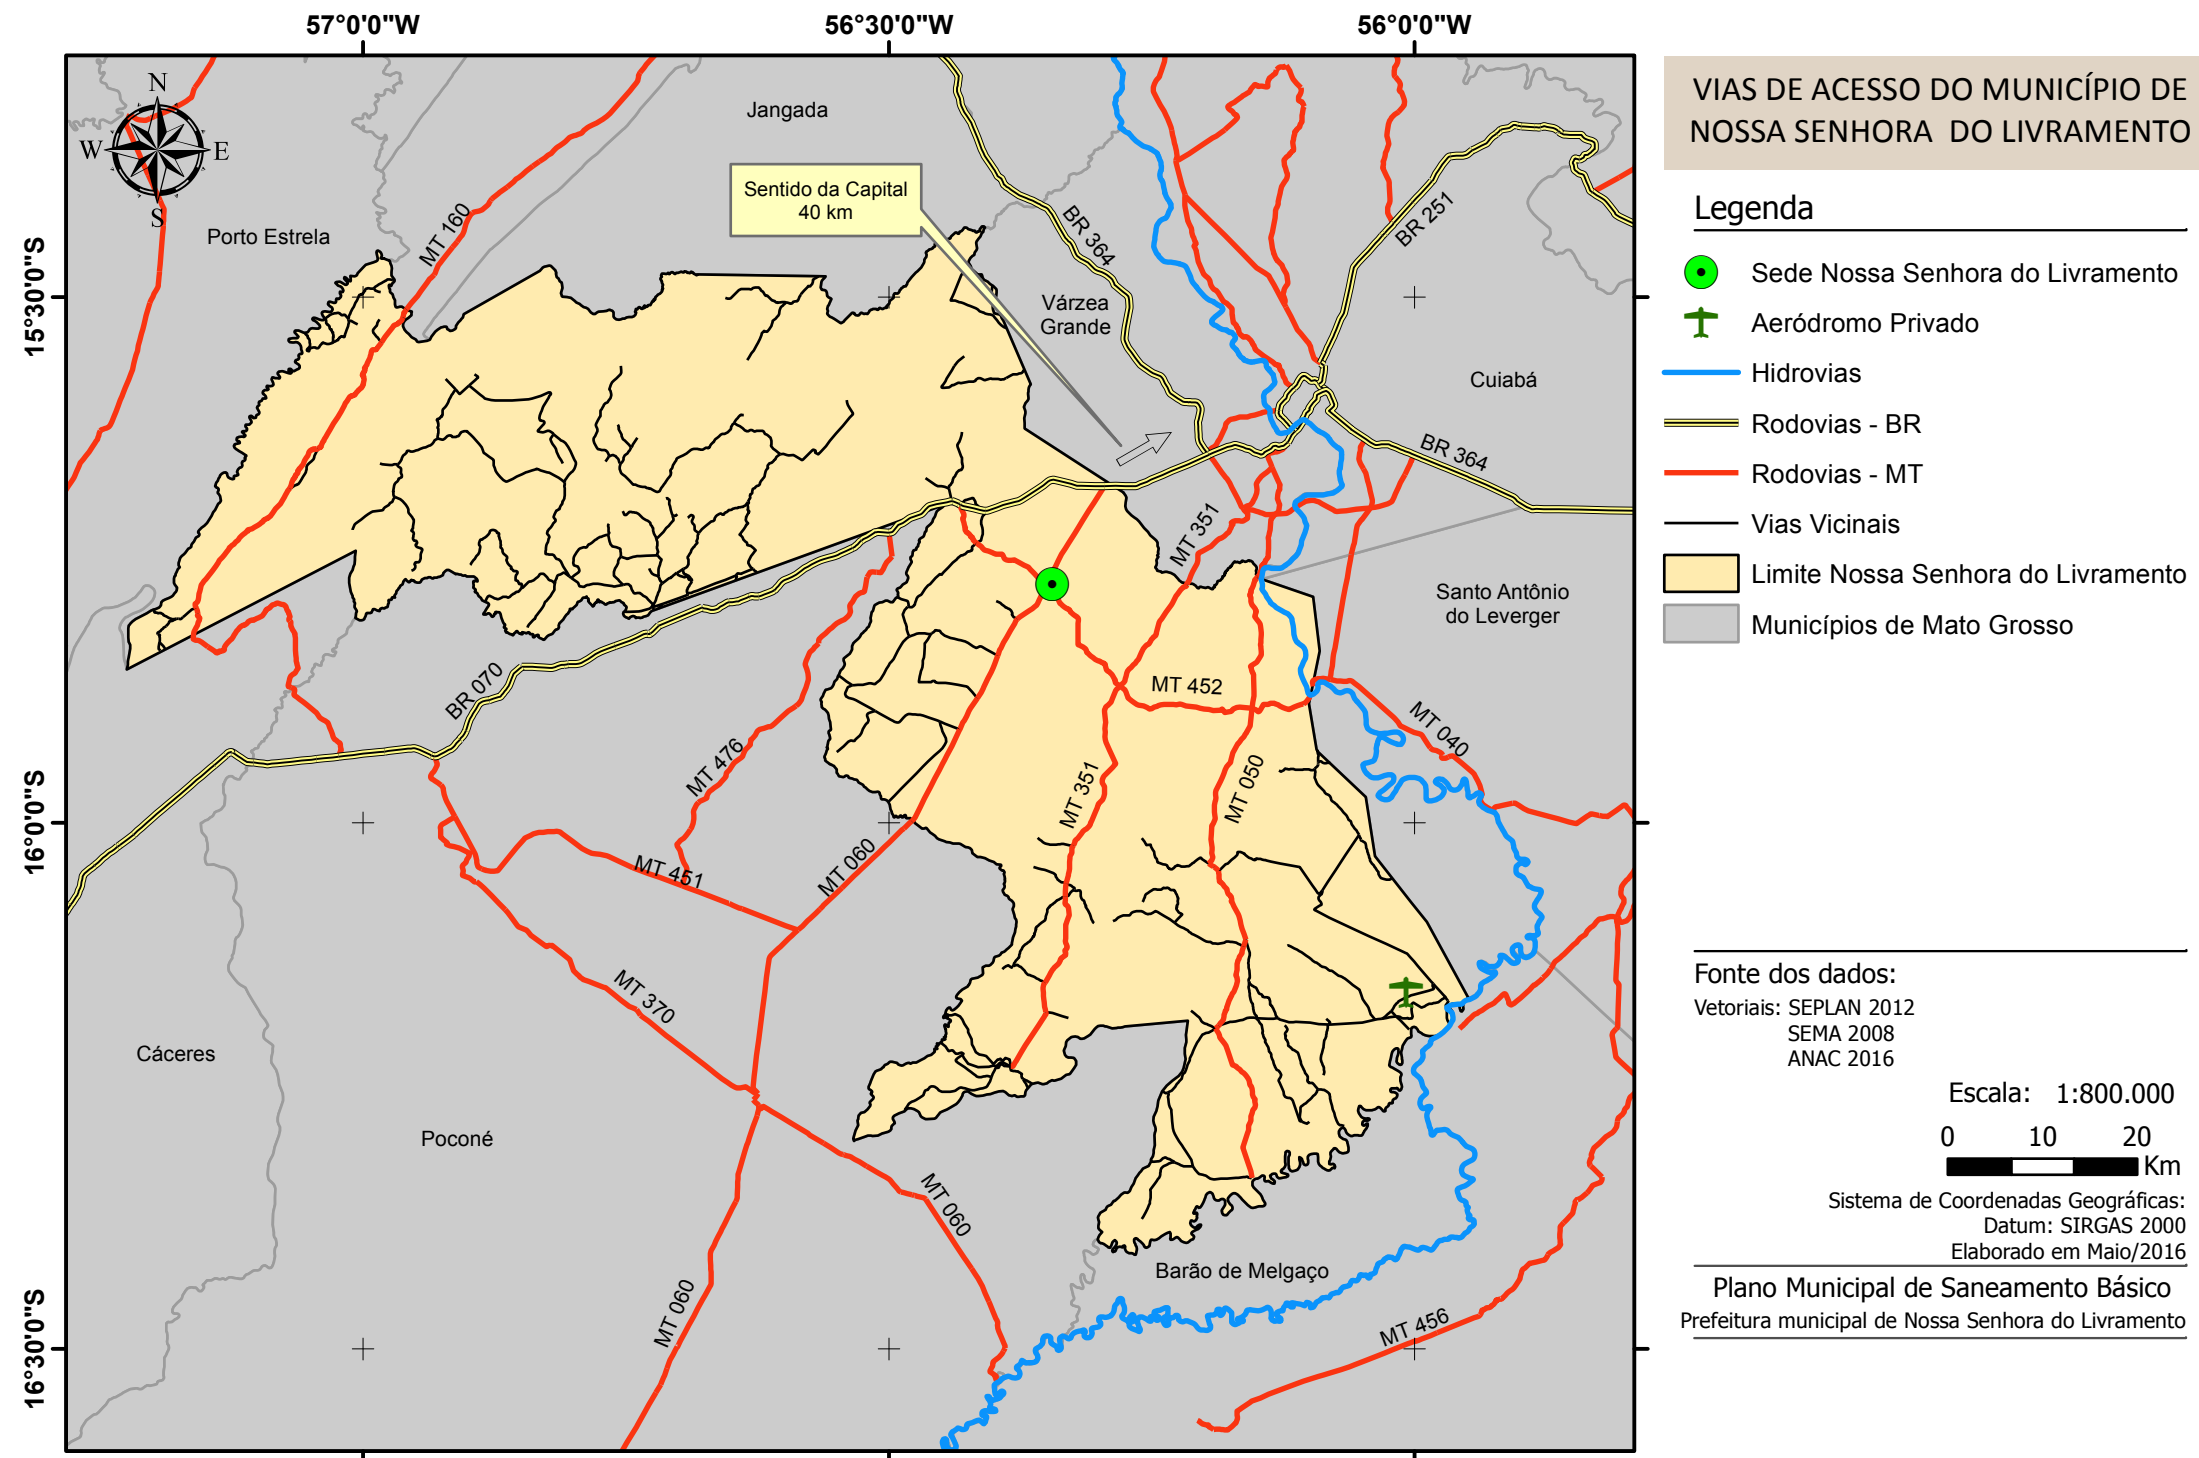 57°0'0"W
56°30'0"W
56°0'0"W
15°30'0"S
16°0'0"S
16°30'0"S
N
W
E
S
Jangada
Porto Estrela
MT 160
Sentido da Capital
40 km
BR 364
BR 251
Várzea
Grande
Cuiabá
BR 364
MT 351
Santo Antônio
do Leverger
BR 070
MT 452
MT 476
MT 040
MT 351
MT 050
MT 451
MT 060
MT 370
Cáceres
Poconé
MT 060
MT 060
Barão de Melgaço
MT 456
VIAS DE ACESSO DO MUNICÍPIO DE
NOSSA SENHORA DO LIVRAMENTO
Legenda
Sede Nossa Senhora do Livramento
Aeródromo Privado
Hidrovias
Rodovias - BR
Rodovias - MT
Vias Vicinais
Limite Nossa Senhora do Livramento
Municípios de Mato Grosso
Fonte dos dados:
Vetoriais: SEPLAN 2012
SEMA 2008
ANAC 2016
Escala: 1:800.000
0 10 20
Km
Sistema de Coordenadas Geográficas:
Datum: SIRGAS 2000
Elaborado em Maio/2016
Plano Municipal de Saneamento Básico
Prefeitura municipal de Nossa Senhora do Livramento